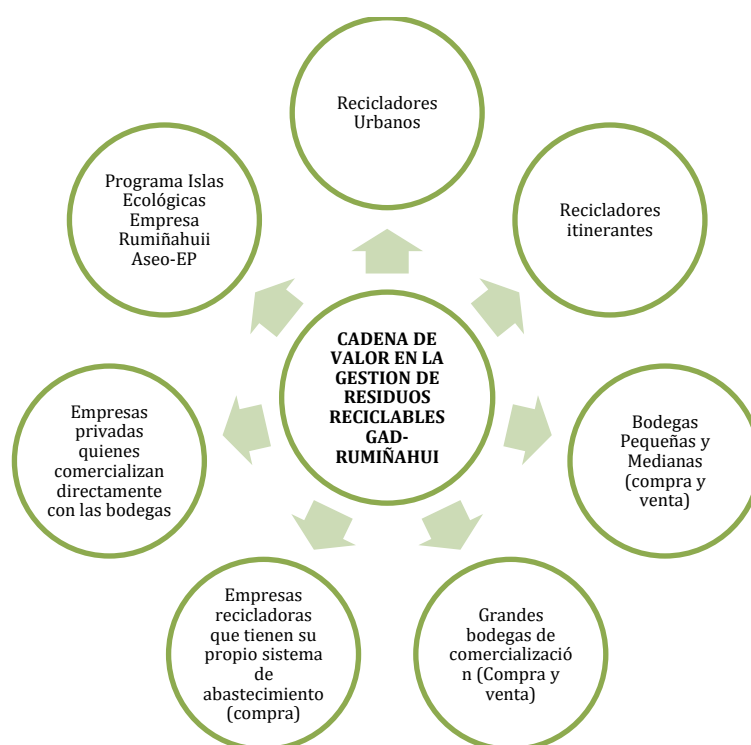 Recicladores
Urbanos
Recicladores
itinerantes
Bodegas
Pequeñas y
Medianas
(compra y
venta)
Grandes
bodegas de
comercializació
n (Compra y
venta)
Empresas
recicladoras
que tienen su
propio sistema
de
abastecimiento
(compra)
Empresas
privadas
quienes
comercializan
directamente
con las bodegas
Programa Islas
Ecológicas
Empresa
Rumiñahuii
Aseo-EP
CADENA DE
VALOR EN LA
GESTION DE
RESIDUOS
RECICLABLES
GAD-
RUMIÑAHUI